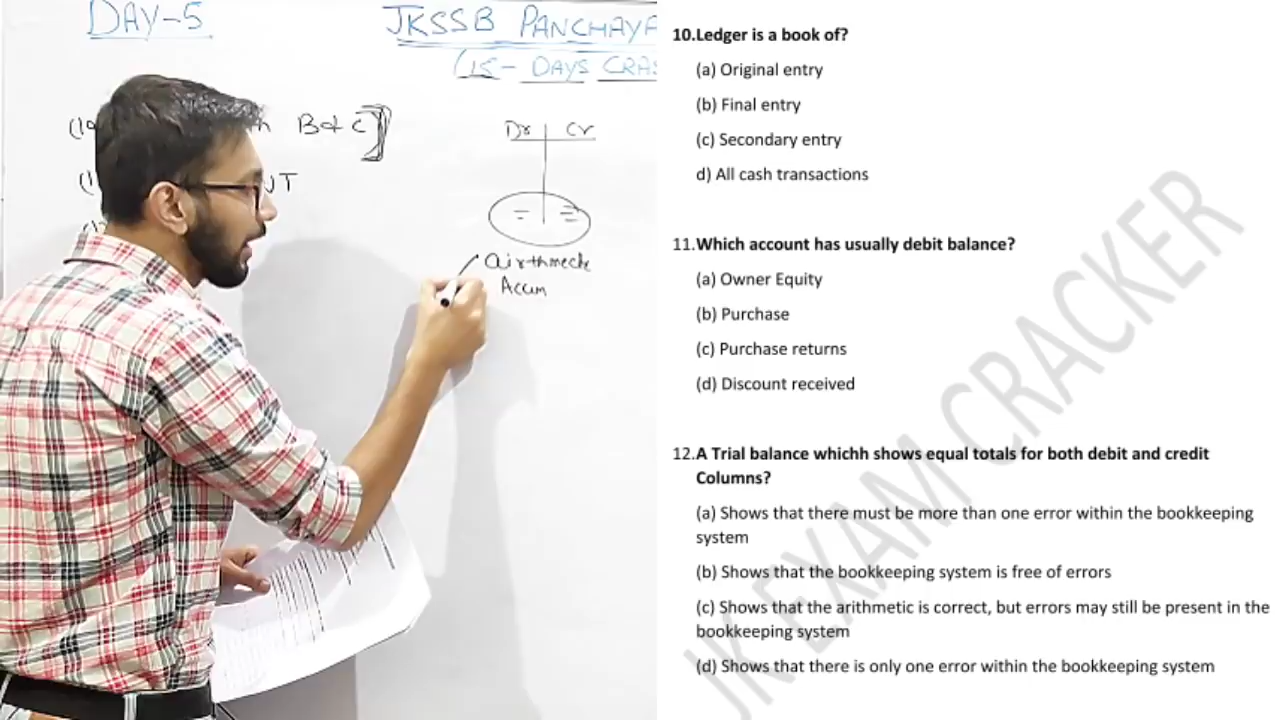 DAY-5
JKSSB PANCHAYA
(15- DAYS CRAS
B & C
Dr Cr
Airthmeck
Accun
10.Ledger is a book of?
(a) Original entry
(b) Final entry
(c) Secondary entry
d) All cash transactions
11.Which account has usually debit balance?
(a) Owner Equity
(b) Purchase
(c) Purchase returns
(d) Discount received
12.A Trial balance whichh shows equal totals for both debit and credit
Columns?
(a) Shows that there must be more than one error within the bookkeeping
system
(b) Shows that the bookkeeping system is free of errors
(c) Shows that the arithmetic is correct, but errors may still be present in the
bookkeeping system
(d) Shows that there is only one error within the bookkeeping system
JK EXAM CRACKER